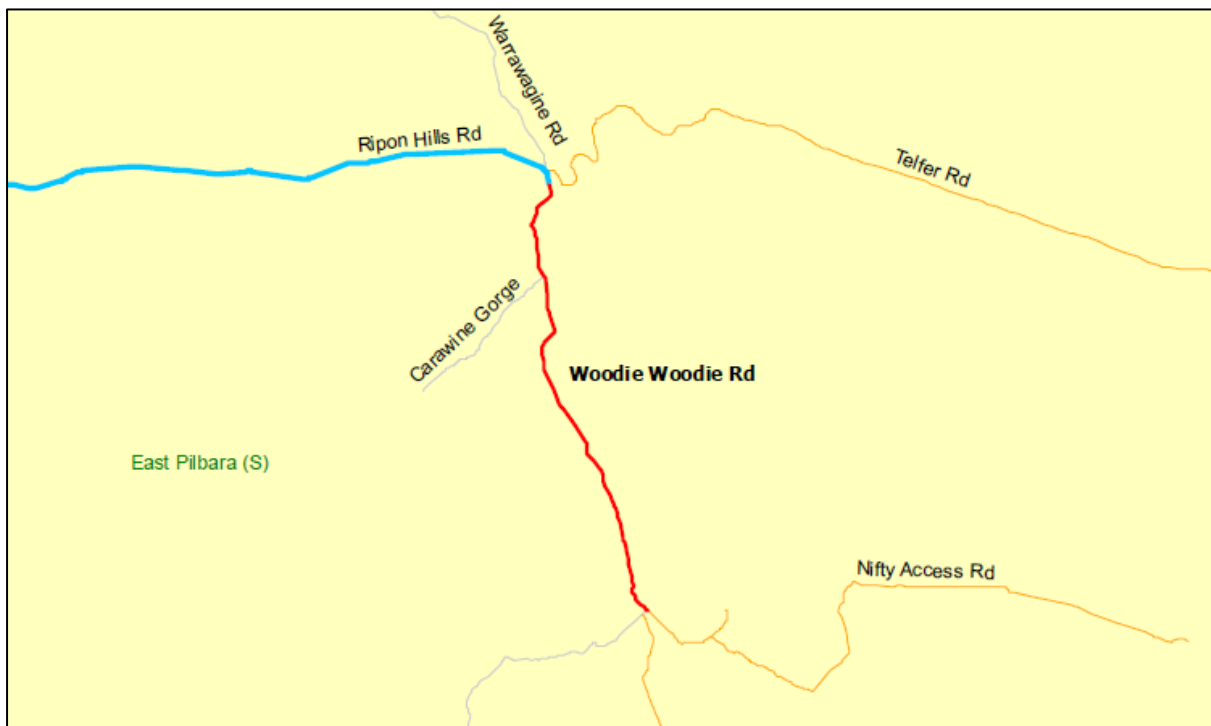 Warrawagine Rd
Ripon Hills Rd
Telfer Rd
Carawine Gorge
Woodie Woodie Rd
East Pilbara (S)
Nifty Access Rd